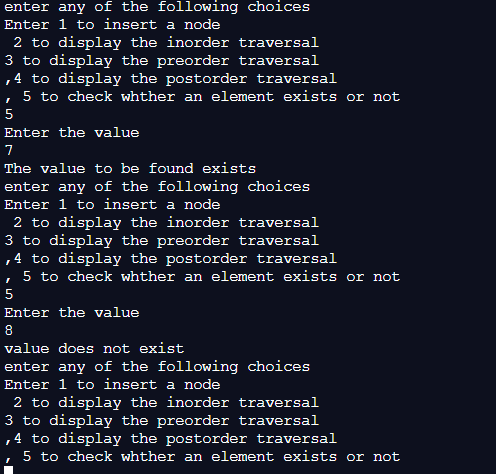 enter any of the following choices
Enter 1 to insert a node
 2 to display the inorder traversal
3 to display the preorder traversal
,4 to display the postorder traversal
, 5 to check whther an element exists or not
5
Enter the value
7
The value to be found exists
enter any of the following choices
Enter 1 to insert a node
 2 to display the inorder traversal
3 to display the preorder traversal
,4 to display the postorder traversal
, 5 to check whther an element exists or not
5
Enter the value
8
value does not exist
enter any of the following choices
Enter 1 to insert a node
 2 to display the inorder traversal
3 to display the preorder traversal
,4 to display the postorder traversal
, 5 to check whther an element exists or not